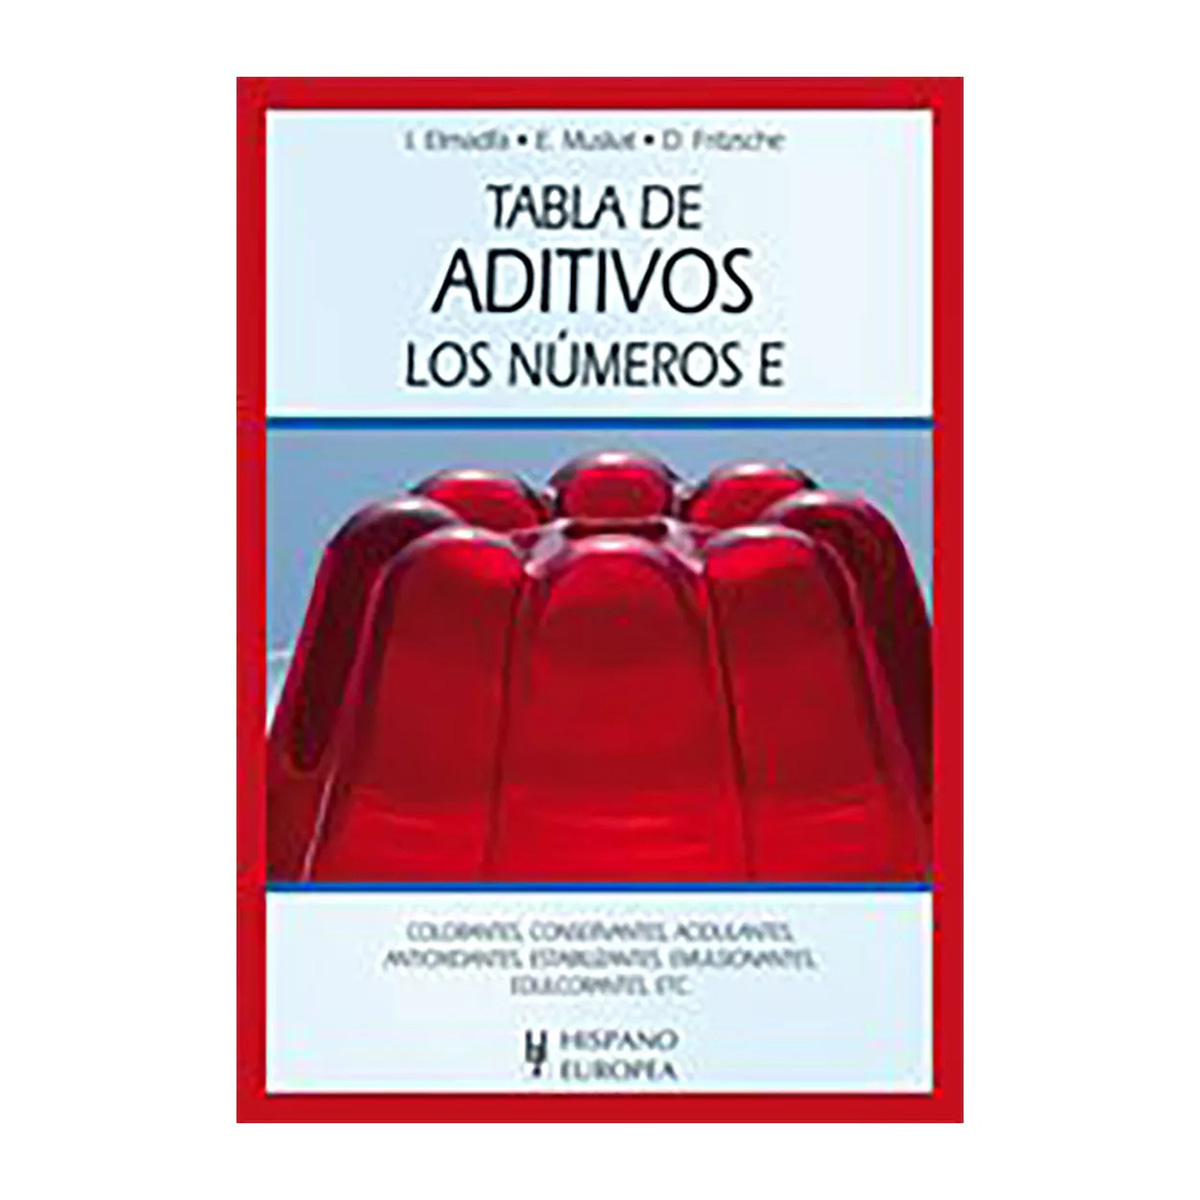 I. Elmadfa • E. Muskat • D. Fritzsche
TABLA DE
ADITIVOS
LOS NÚMEROS E
COLORANTES, CONSERVANTES, ACIDULANTES,
ANTIOXIDANTES, ESTABILIZANTES, EMULSIONANTES,
EDULCORANTES, ETC.
HISPANO
EUROPEA